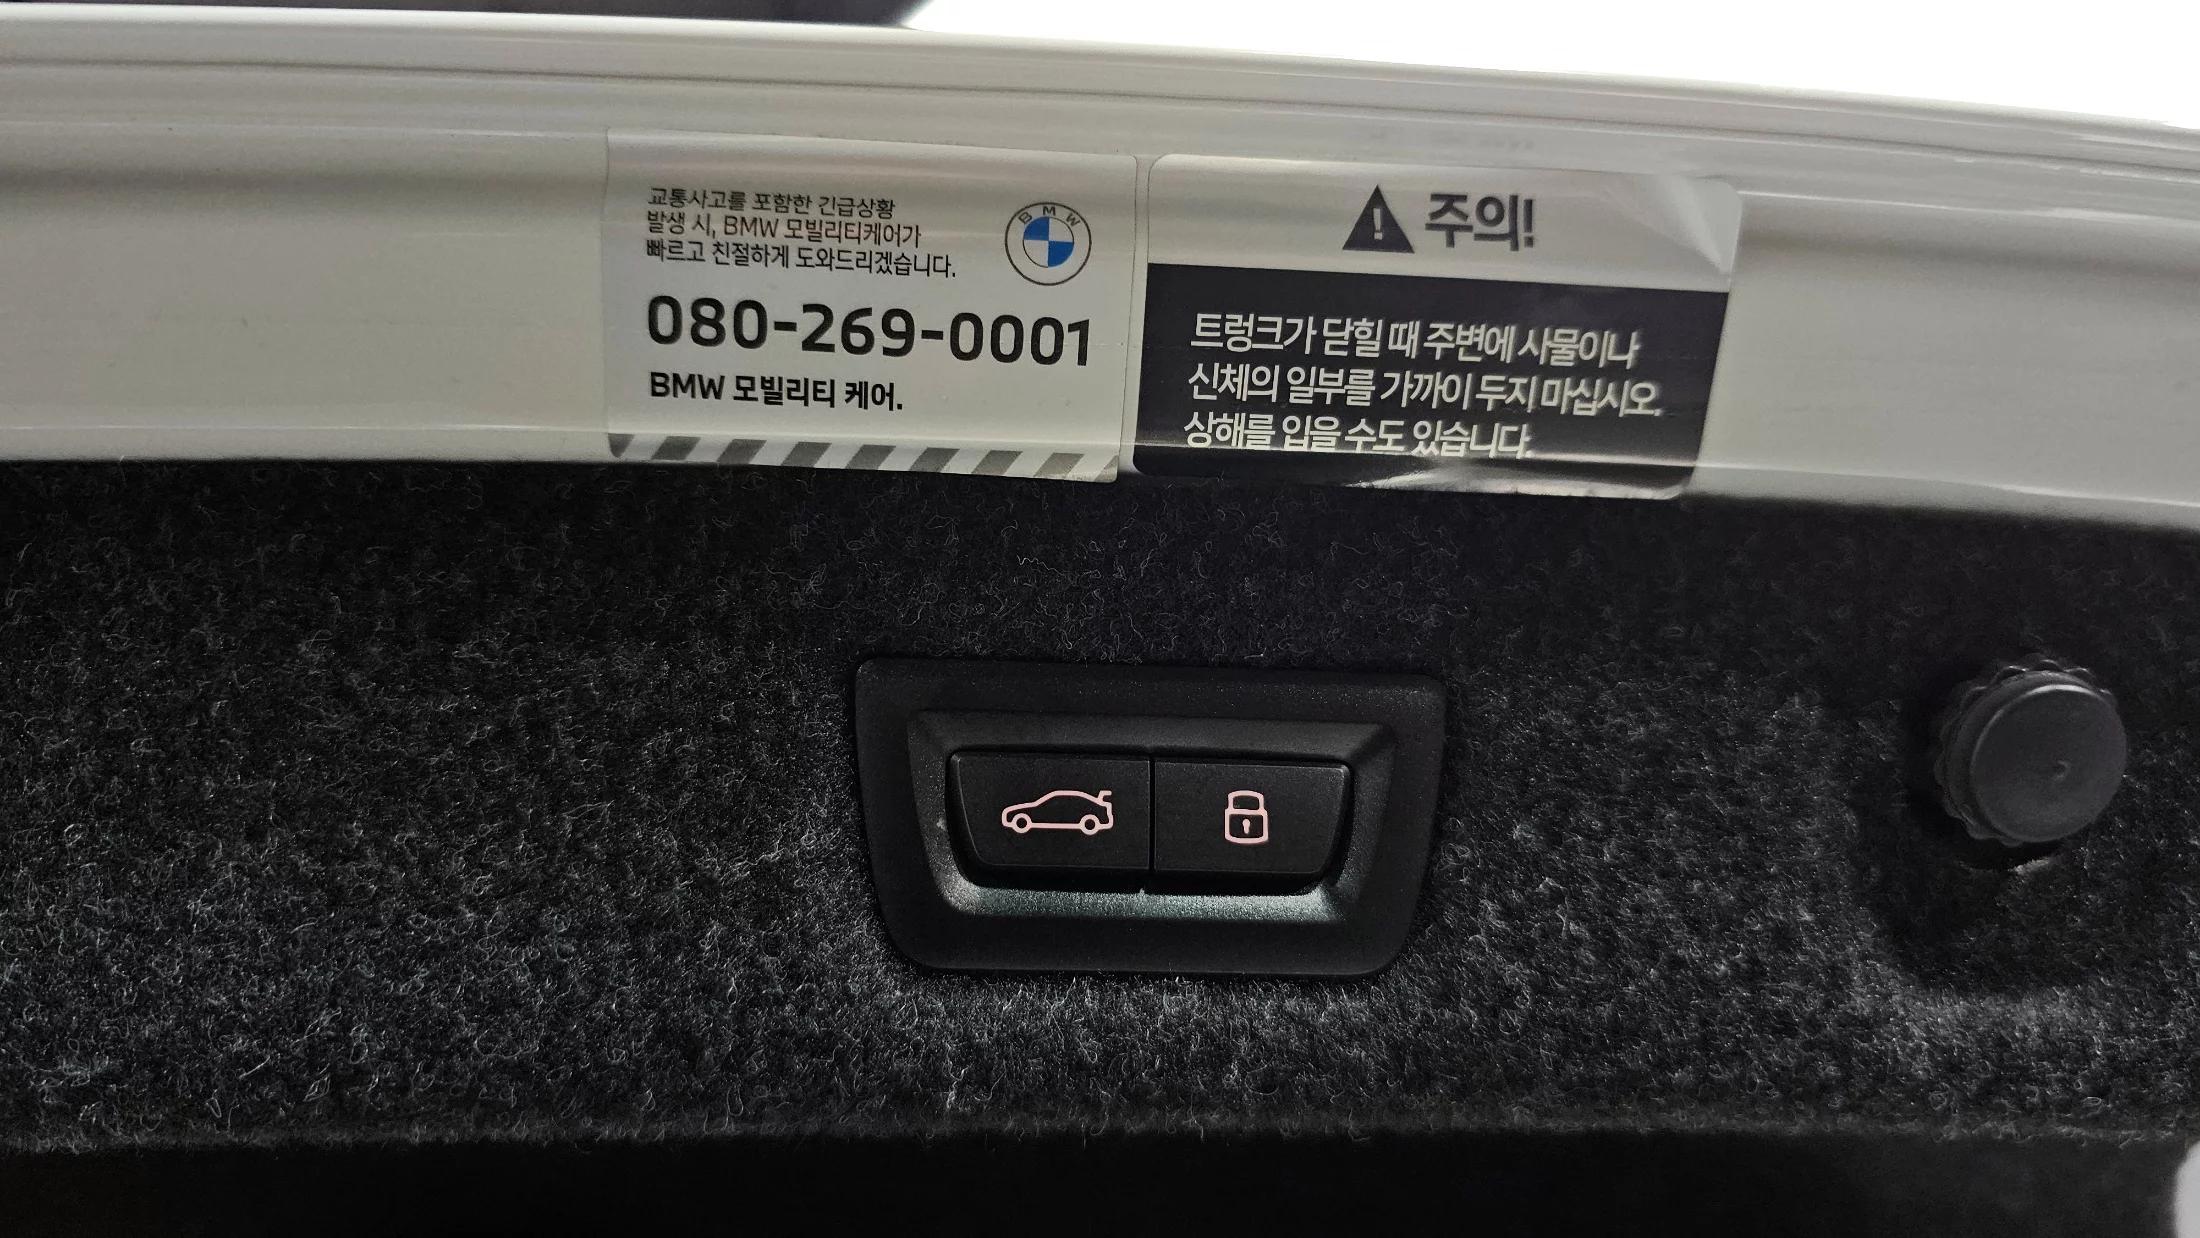 교통사고를 포함한 긴급상황
발생 시, BMW 모빌리티케어가
빠르고 친절하게 도와드리겠습니다.
BMW
080-269-0001
BMW 모빌리티 케어.
주의!
트렁크가 닫힐 때 주변에 사물이나
신체의 일부를 가까이 두지 마십시오.
상해를 입을 수도 있습니다.